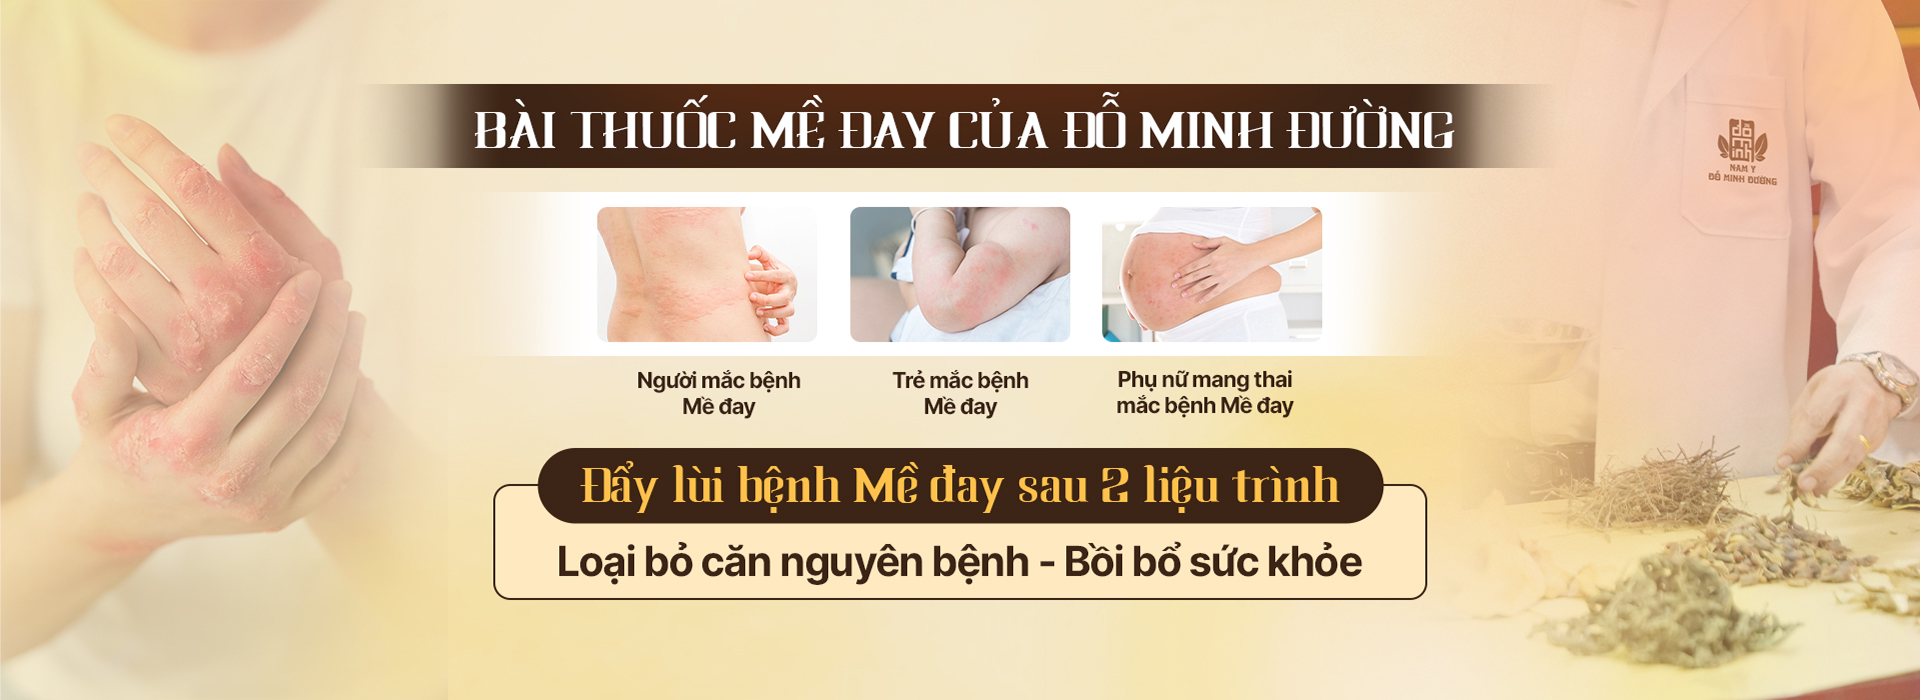 BÀI THUỐC MỀ ĐAY CỦA ĐỖ MINH ĐƯỜNG
đỗ
minh
NAM Y
ĐỖ MINH ĐƯỜNG
Người mắc bệnh
Mề đay
Trẻ mắc bệnh
Mề đay
Phụ nữ mang thai
mắc bệnh Mề đay
Đẩy lùi bệnh Mề đay sau 2 liệu trình
Loại bỏ căn nguyên bệnh - Bồi bổ sức khỏe